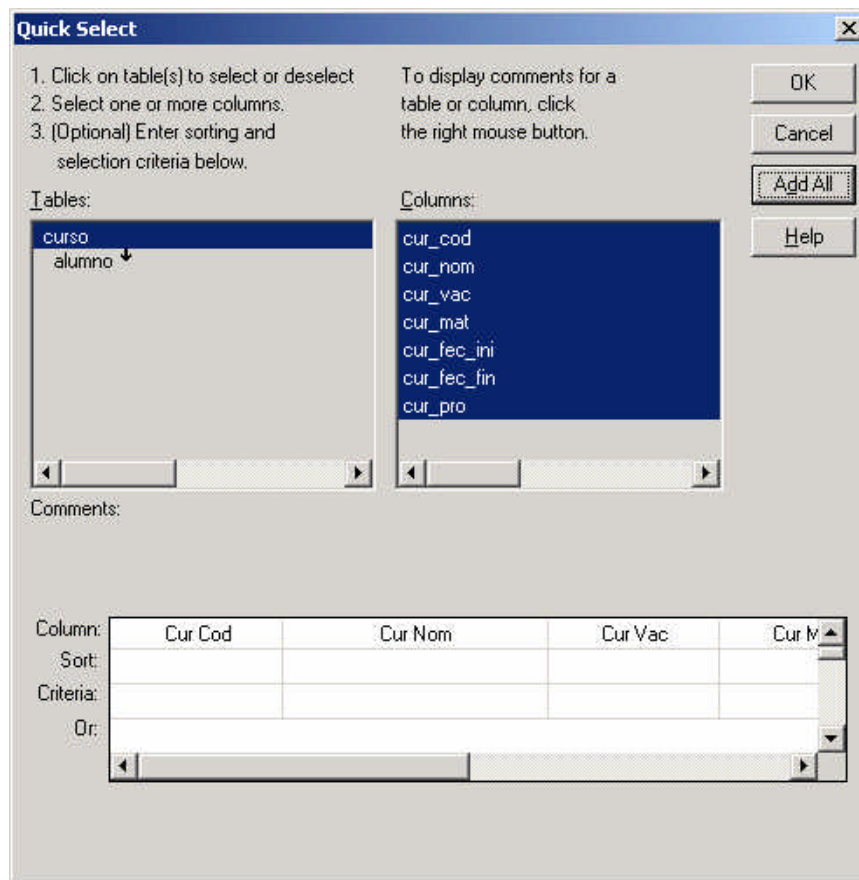 Quick Select
1. Click on table(s) to select or deselect
2. Select one or more columns.
3. (Optional) Enter sorting and
selection criteria below.
To display comments for a
table or column, click
the right mouse button.
OK
Cancel
Add All
Help
Tables:
curso
alumno
Columns:
cur_cod
cur_nom
cur_vac
cur_mat
cur_fec_ini
cur_fec_fin
cur_pro
Comments:
Column:
Cur Cod
Cur Nom
Cur Vac
Cur M
Sort:
Criteria:
Or: